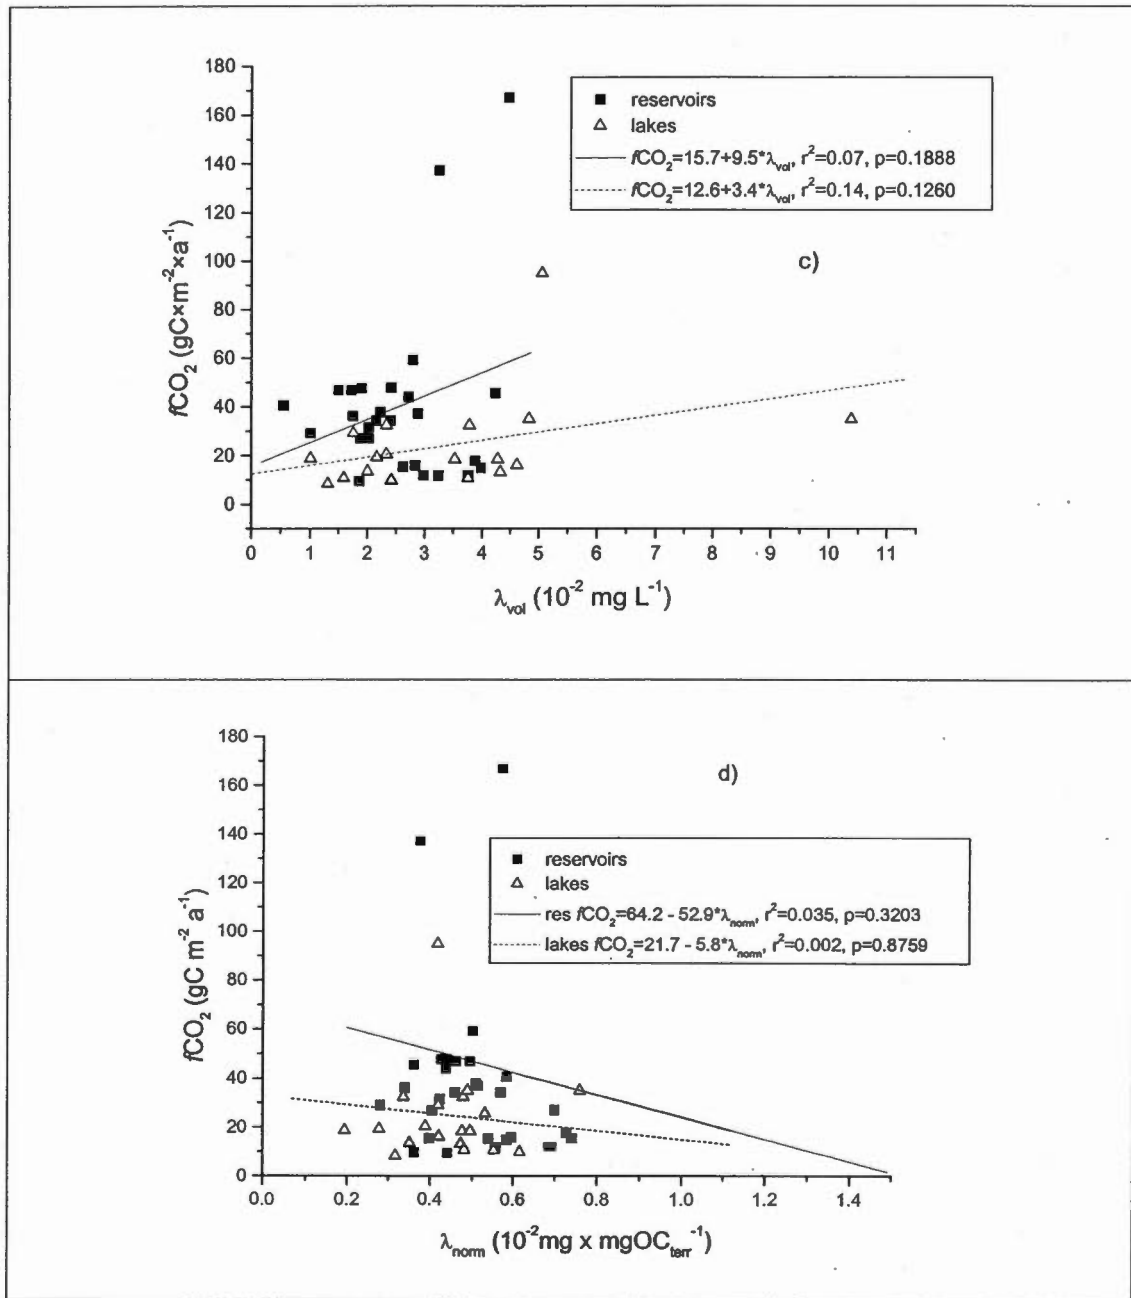 180
160
140
120
100
80
60
40
20
0
fCO2 (gC×m-2×a-1)
reservoirs
lakes
fCO2=15.7+9.5*λvol, r2=0.07, p=0.1888
fCO2=12.6+3.4*λvol, r2=0.14, p=0.1260
c)
0 1 2 3 4 5 6 7 8 9 10 11
λvol (10-2 mg L-1)
180
160
140
120
100
80
60
40
20
0
fCO2 (gC m-2 a-1)
d)
reservoirs
lakes
res fCO2=64.2 - 52.9*λnorm, r2=0.035, p=0.3203
lakes fCO2=21.7 - 5.8*λnorm, r2=0.002, p=0.8759
0.0 0.2 0.4 0.6 0.8 1.0 1.2 1.4
λnorm (10-2mg x mgOCterr-1)